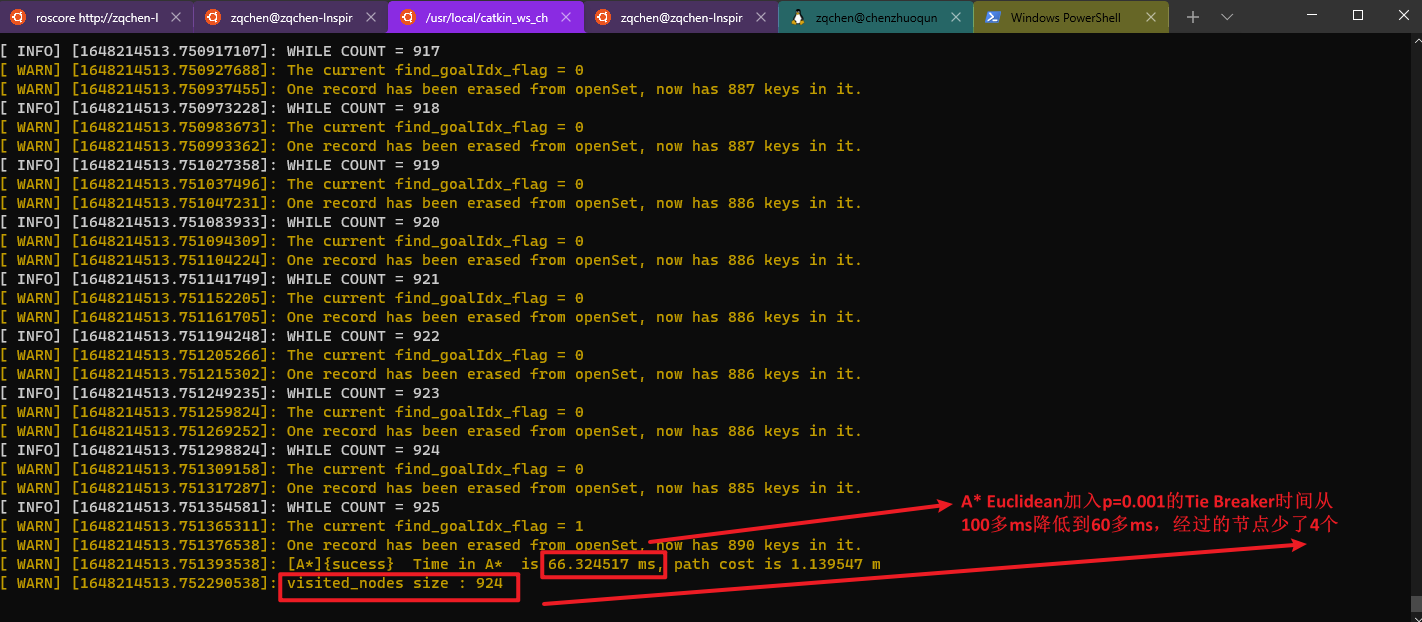 roscore http://zqchen-I
zqchen@zqchen-Inspir
/usr/local/catkin_ws_ch
zqchen@zqchen-Inspir
zqchen@chenzhuoqun
Windows PowerShell
[ INFO] [1648214513.750917107]: WHILE COUNT = 917
[ WARN] [1648214513.750927688]: The current find_goalIdx_flag = 0
[ WARN] [1648214513.750937455]: One record has been erased from openSet, now has 887 keys in it.
[ INFO] [1648214513.750973228]: WHILE COUNT = 918
[ WARN] [1648214513.750983673]: The current find_goalIdx_flag = 0
[ WARN] [1648214513.750993362]: One record has been erased from openSet, now has 887 keys in it.
[ INFO] [1648214513.751027358]: WHILE COUNT = 919
[ WARN] [1648214513.751037496]: The current find_goalIdx_flag = 0
[ WARN] [1648214513.751047231]: One record has been erased from openSet, now has 886 keys in it.
[ INFO] [1648214513.751083933]: WHILE COUNT = 920
[ WARN] [1648214513.751094309]: The current find_goalIdx_flag = 0
[ WARN] [1648214513.751104224]: One record has been erased from openSet, now has 886 keys in it.
[ INFO] [1648214513.751141749]: WHILE COUNT = 921
[ WARN] [1648214513.751152205]: The current find_goalIdx_flag = 0
[ WARN] [1648214513.751161705]: One record has been erased from openSet, now has 886 keys in it.
[ INFO] [1648214513.751194248]: WHILE COUNT = 922
[ WARN] [1648214513.751205266]: The current find_goalIdx_flag = 0
[ WARN] [1648214513.751215302]: One record has been erased from openSet, now has 886 keys in it.
[ INFO] [1648214513.751249235]: WHILE COUNT = 923
[ WARN] [1648214513.751259824]: The current find_goalIdx_flag = 0
[ WARN] [1648214513.751269252]: One record has been erased from openSet, now has 886 keys in it.
[ INFO] [1648214513.751298824]: WHILE COUNT = 924
[ WARN] [1648214513.751309158]: The current find_goalIdx_flag = 0
[ WARN] [1648214513.751317287]: One record has been erased from openSet, now has 885 keys in it.
[ INFO] [1648214513.751354581]: WHILE COUNT = 925
[ WARN] [1648214513.751365311]: The current find_goalIdx_flag = 1
[ WARN] [1648214513.751376538]: One record has been erased from openSet, now has 890 keys in it.
[ WARN] [1648214513.751393538]: [A*]{sucess}  Time in A*  is 66.324517 ms, path cost is 1.139547 m
[ WARN] [1648214513.752290538]: visited_nodes size : 924
A* Euclidean加入p=0.001的Tie Breaker时间从
100多ms降低到60多ms，经过的节点少了4个